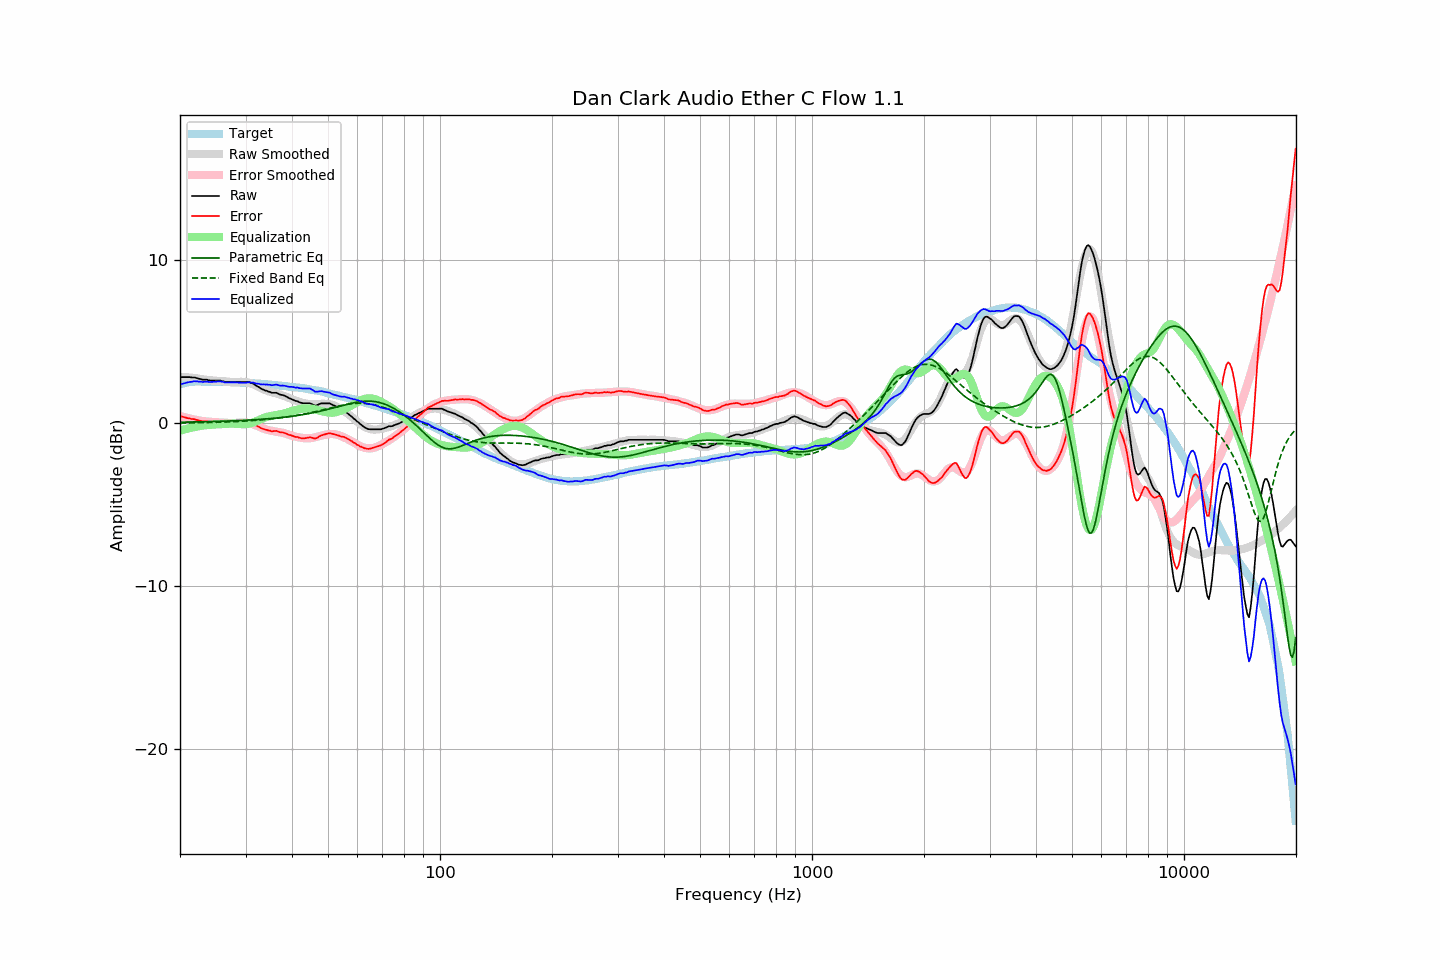 Dan Clark Audio Ether C Flow 1.1
Target
Raw Smoothed
Error Smoothed
Raw
Error
Equalization
Parametric Eq
Fixed Band Eq
Equalized
10
0
−10
−20
Amplitude (dBr)
100
1000
10000
Frequency (Hz)